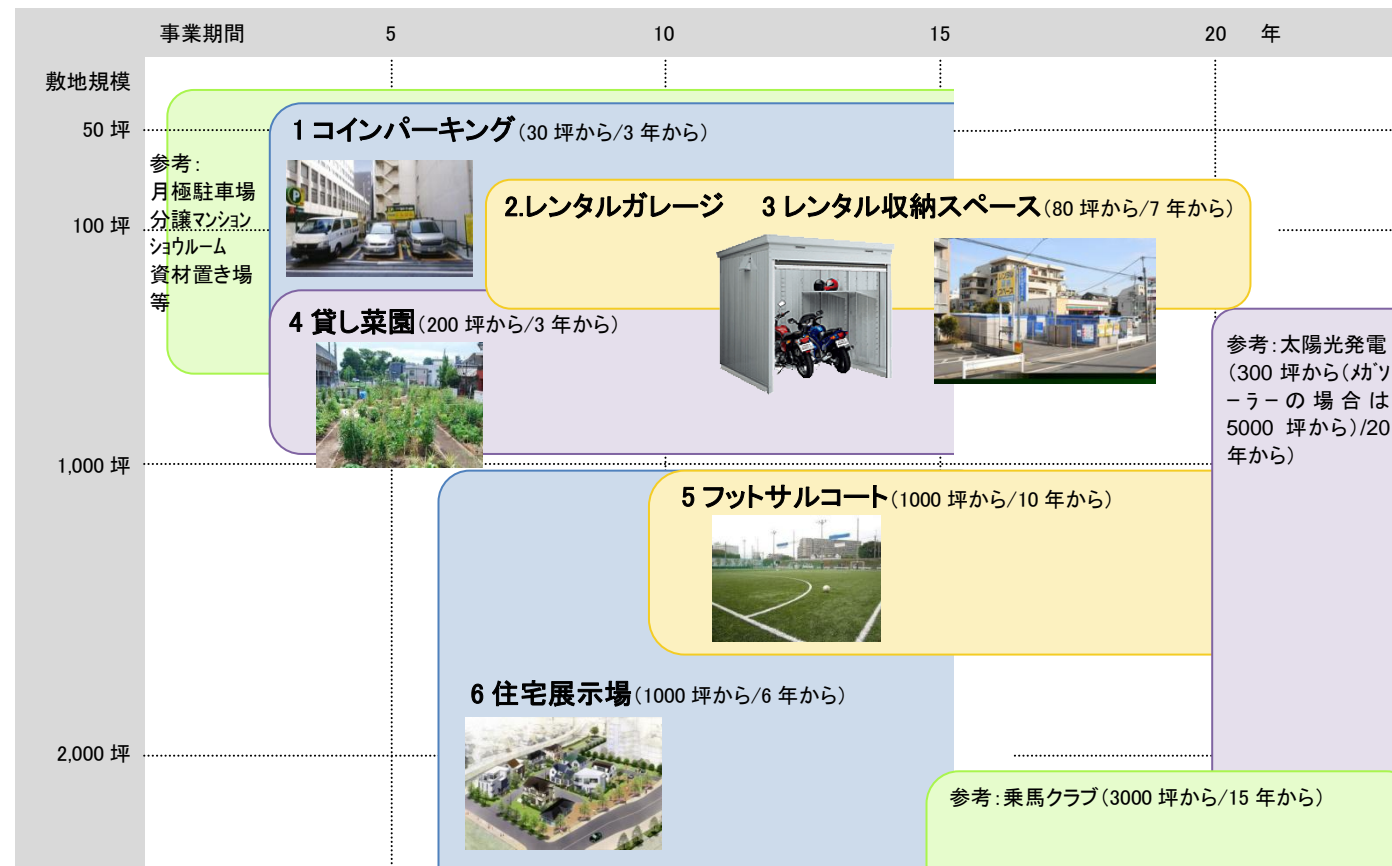 事業期間 5 10 15 20 年
敷地規模
50 坪
100 坪
1,000 坪
2,000 坪
参考：
月極駐車場
分譲マンション
ショウルーム
資材置き場
等
1 コインパーキング（30 坪から/3 年から）
2.レンタルガレージ 3 レンタル収納スペース（80 坪から/7 年から）
4 貸し菜園（200 坪から/3 年から）
参考：太陽光発電
（300 坪から（ﾒｶﾞソ
ーラーの場合は
5000 坪から）/20
年から）
5 フットサルコート（1000 坪から/10 年から）
6 住宅展示場（1000 坪から/6 年から）
参考：乗馬クラブ（3000 坪から/15 年から）